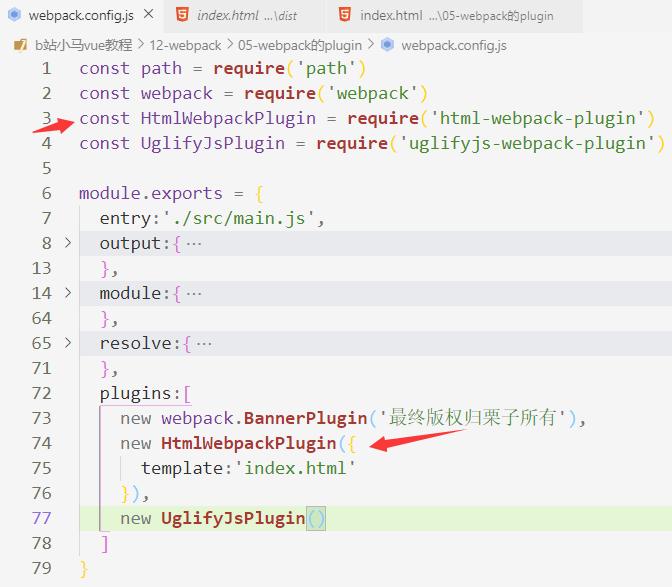 webpack.config.js × index.html ...\dist index.html ...\05-webpack的plugin
b站小马vue教程 > 12-webpack > 05-webpack的plugin > webpack.config.js
1 const path = require('path')
2 const webpack = require('webpack')
3 const HtmlWebpackPlugin = require('html-webpack-plugin')
4 const UglifyJsPlugin = require('uglifyjs-webpack-plugin')
5
6 module.exports = {
7 entry:'./src/main.js',
8 > output:{ ...
13 },
14 > module:{ ...
64 },
65 > resolve:{ ...
71 },
72 plugins:[
73 new webpack.BannerPlugin('最终版权归栗子所有'),
74 new HtmlWebpackPlugin({
75 template:'index.html'
76 }),
77 new UglifyJsPlugin()
78 ]
79 }